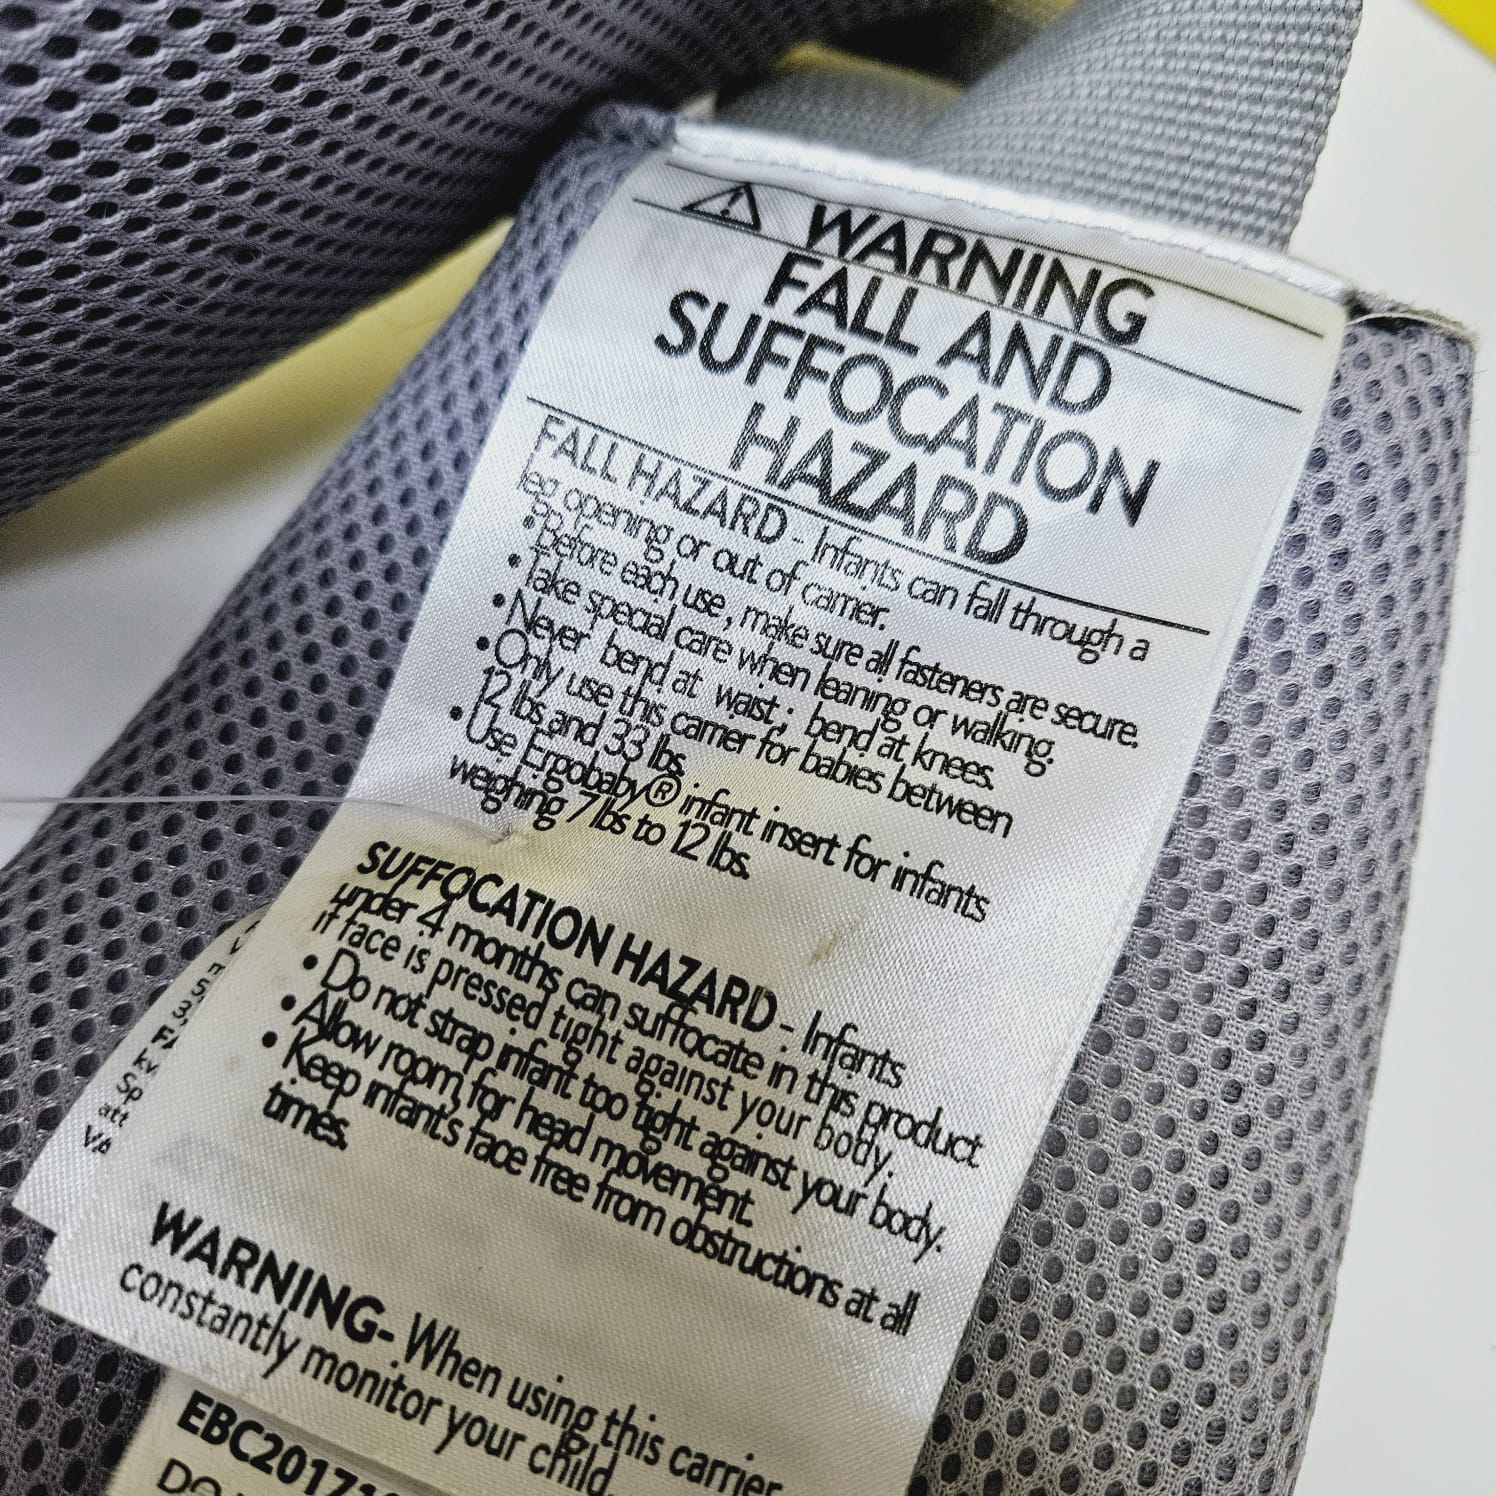 ⚠ WARNING
FALL AND
SUFFOCATION
HAZARD
FALL HAZARD - Infants can fall through a
leg opening or out of carrier.
• Before each use, make sure all fasteners are secure.
• Take special care when leaning or walking.
• Never bend at waist; bend at knees.
• Only use this carrier for babies between
12 lbs and 33 lbs.
• Use Ergobaby® infant insert for infants
weighing 7 lbs to 12 lbs.
SUFFOCATION HAZARD - Infants
under 4 months can suffocate in this product
if face is pressed tight against your body.
• Do not strap infant too tight against your body.
• Allow room for head movement.
• Keep infant's face free from obstructions at all
times.
WARNING- When using this carrier
constantly monitor your child.
EBC2017